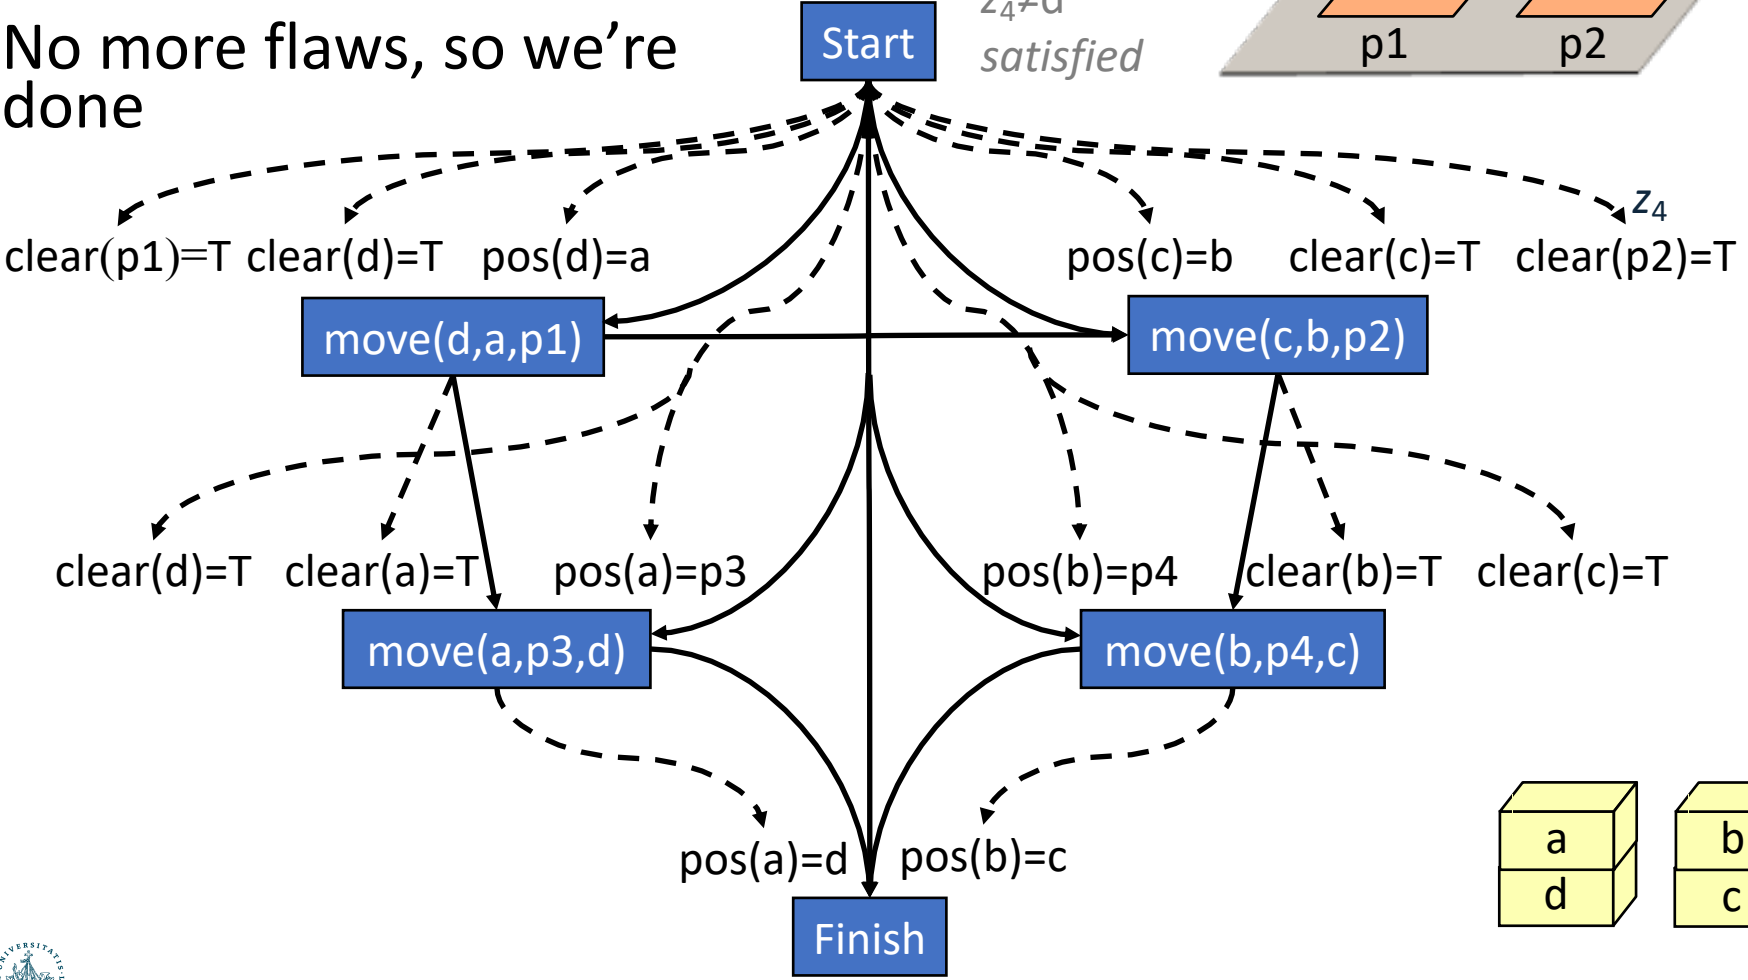 No more flaws, so we're
done
Start
z₄≠d
satisfied
p1 p2
z₄
clear(p1)=T clear(d)=T pos(d)=a pos(c)=b clear(c)=T clear(p2)=T
move(d,a,p1) move(c,b,p2)
clear(d)=T clear(a)=T pos(a)=p3 pos(b)=p4 clear(b)=T clear(c)=T
move(a,p3,d) move(b,p4,c)
a b
pos(a)=d pos(b)=c
d c
Finish